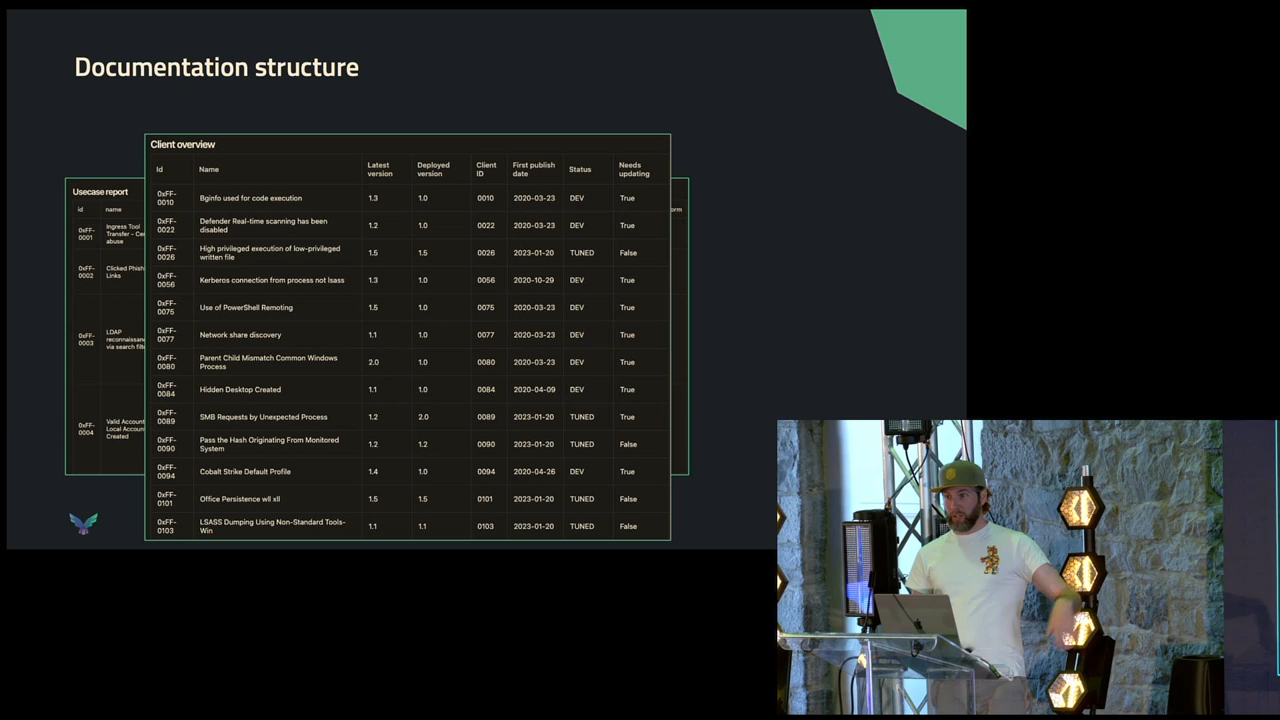 Documentation structure
Client overview
Id Name Latest version Deployed version Client ID First publish date Status Needs updating
0xFF-0010 Bginfo used for code execution 1.3 1.0 0010 2020-03-23 DEV True
0xFF-0022 Defender Real-time scanning has been disabled 1.2 1.0 0022 2020-03-23 DEV True
0xFF-0026 High privileged execution of low-privileged written file 1.5 1.5 0026 2023-01-20 TUNED False
0xFF-0056 Kerberos connection from process not lsass 1.3 1.0 0056 2020-10-29 DEV True
0xFF-0075 Use of PowerShell Remoting 1.5 1.0 0075 2020-03-23 DEV True
0xFF-0077 Network share discovery 1.1 1.0 0077 2020-03-23 DEV True
0xFF-0080 Parent Child Mismatch Common Windows Process 2.0 1.0 0080 2020-03-23 DEV True
0xFF-0084 Hidden Desktop Created 1.1 1.0 0084 2020-04-09 DEV True
0xFF-0089 SMB Requests by Unexpected Process 1.2 2.0 0089 2023-01-20 TUNED True
0xFF-0090 Pass the Hash Originating From Monitored System 1.2 1.2 0090 2023-01-20 TUNED False
0xFF-0094 Cobalt Strike Default Profile 1.4 1.0 0094 2020-04-26 DEV True
0xFF-0101 Office Persistence wll xll 1.5 1.5 0101 2023-01-20 TUNED False
0xFF-0103 LSASS Dumping Using Non-Standard Tools-Win 1.1 1.1 0103 2023-01-20 TUNED False
Usecase report
id name
0xFF-0001 Ingress Tool Transfer - Ce abuse
0xFF-0002 Clicked Phish Links
0xFF-0003 LDAP reconnaissan via search filt
0xFF-0004 Valid Account Local Accoun Created
orm